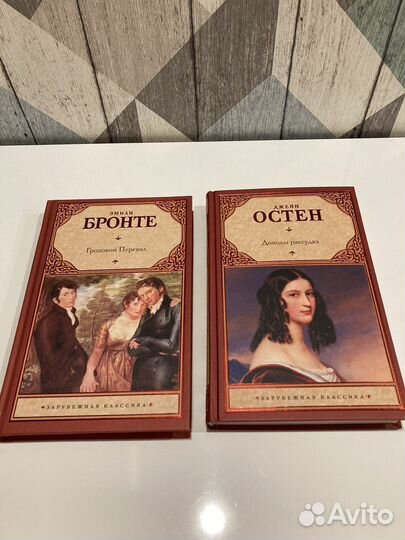 ЭМИЛИ
БРОНТЕ
Грозовой Перевал
ЗАРУБЕЖНАЯ КЛАССИКА
ДЖЕЙН
ОСТЕН
Доводы рассудка
ЗАРУБЕЖНАЯ КЛАССИКА
Avito